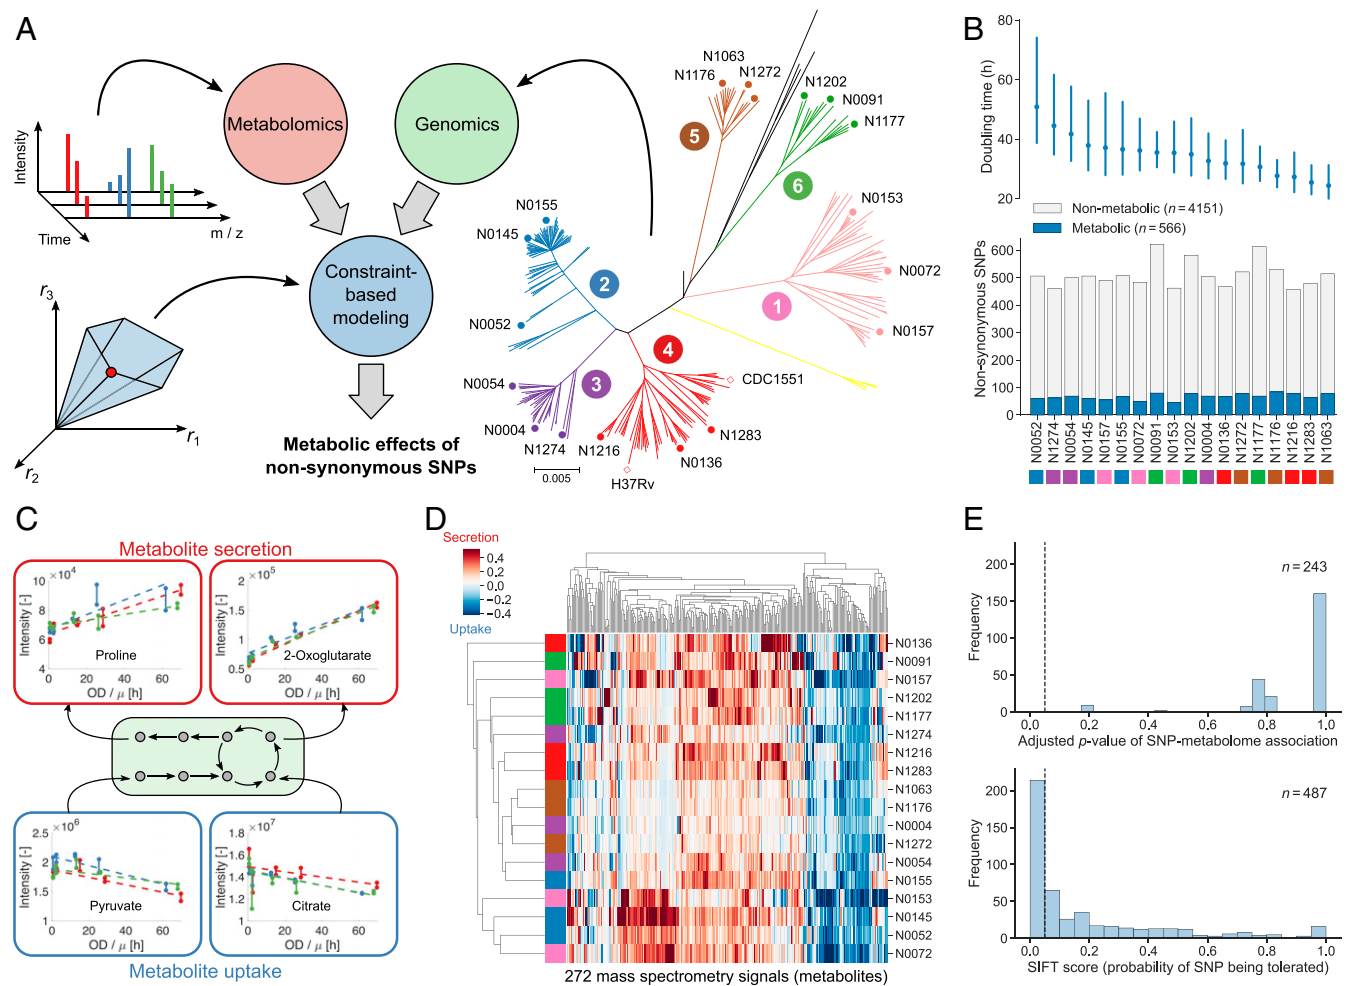 A
Metabolomics
Genomics
Intensity
Time
m / z
Constraint-
based
modeling
r3
r1
r2
Metabolic effects of
non-synonymous SNPs
N1063
N1176
N1272
5
N1202
N0091
N1177
6
N0153
N0072
N0157
1
N0155
N0145
2
N0052
N0054
3
N0004
N1274
4
CDC1551
N1283
N0136
N1216
H37Rv
0.005
B
Doubling time (h)
80
60
40
20
Non-metabolic (n = 4151)
Metabolic (n = 566)
Non-synonymous SNPs
600
500
400
300
200
100
0
N0052
N1274
N0054
N0145
N0157
N0155
N0072
N0091
N0153
N1202
N0004
N0136
N1272
N1177
N1176
N1216
N1283
N1063
C
Metabolite secretion
×10⁴
Intensity [-]
10
8
6
4
Proline
0 20 40 60
OD / μ [h]
×10⁵
Intensity [-]
2
1.5
1
0.5
2-Oxoglutarate
0 20 40 60
OD / μ [h]
×10⁶
Intensity [-]
2.5
2
1.5
1
Pyruvate
0 20 40 60
OD / μ [h]
×10⁷
Intensity [-]
1.8
1.6
1.4
1.2
1
Citrate
0 20 40 60
OD / μ [h]
Metabolite uptake
D
Secretion
0.4
0.2
0.0
−0.2
−0.4
Uptake
N0136
N0091
N0157
N1202
N1177
N1274
N1216
N1283
N1063
N1176
N0004
N1272
N0054
N0155
N0153
N0145
N0052
N0072
272 mass spectrometry signals (metabolites)
E
Frequency
200
150
100
50
0
n = 243
0.0 0.2 0.4 0.6 0.8 1.0
Adjusted p-value of SNP-metabolome association
Frequency
200
150
100
50
0
n = 487
0.0 0.2 0.4 0.6 0.8 1.0
SIFT score (probability of SNP being tolerated)